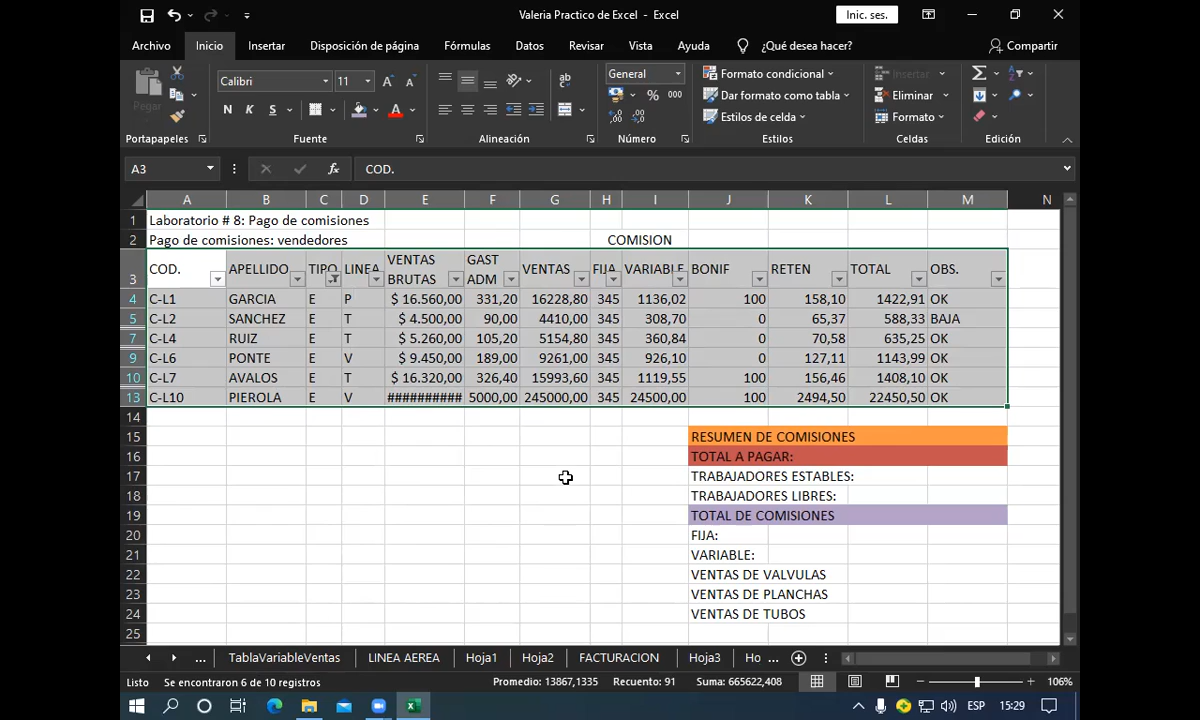 Valeria Practico de Excel - Excel
Inic. ses.
Archivo Inicio Insertar Disposición de página Fórmulas Datos Revisar Vista Ayuda ¿Qué desea hacer? Compartir
Pegar Calibri 11 General Formato condicional Insertar
N K S % 000 Dar formato como tabla Eliminar
Estilos de celda Formato
Portapapeles Fuente Alineación Número Estilos Celdas Edición
A3 fx COD.
A B C D E F G H I J K L M N
1 Laboratorio # 8: Pago de comisiones
2 Pago de comisiones: vendedores COMISION
3 COD. APELLIDO TIPO LINEA VENTAS BRUTAS GAST ADM VENTAS FIJA VARIABLE BONIF RETEN TOTAL OBS.
4 C-L1 GARCIA E P $ 16.560,00 331,20 16228,80 345 1136,02 100 158,10 1422,91 OK
5 C-L2 SANCHEZ E T $ 4.500,00 90,00 4410,00 345 308,70 0 65,37 588,33 BAJA
7 C-L4 RUIZ E T $ 5.260,00 105,20 5154,80 345 360,84 0 70,58 635,25 OK
9 C-L6 PONTE E V $ 9.450,00 189,00 9261,00 345 926,10 0 127,11 1143,99 OK
10 C-L7 AVALOS E T $ 16.320,00 326,40 15993,60 345 1119,55 100 156,46 1408,10 OK
13 C-L10 PIEROLA E V ########## 5000,00 245000,00 345 24500,00 100 2494,50 22450,50 OK
14
15 RESUMEN DE COMISIONES
16 TOTAL A PAGAR:
17 TRABAJADORES ESTABLES:
18 TRABAJADORES LIBRES:
19 TOTAL DE COMISIONES
20 FIJA:
21 VARIABLE:
22 VENTAS DE VALVULAS
23 VENTAS DE PLANCHAS
24 VENTAS DE TUBOS
25
... TablaVariableVentas LINEA AEREA Hoja1 Hoja2 FACTURACION Hoja3 Ho ...
Listo Se encontraron 6 de 10 registros Promedio: 13867,1335 Recuento: 91 Suma: 665622,408 106%
ESP 15:29